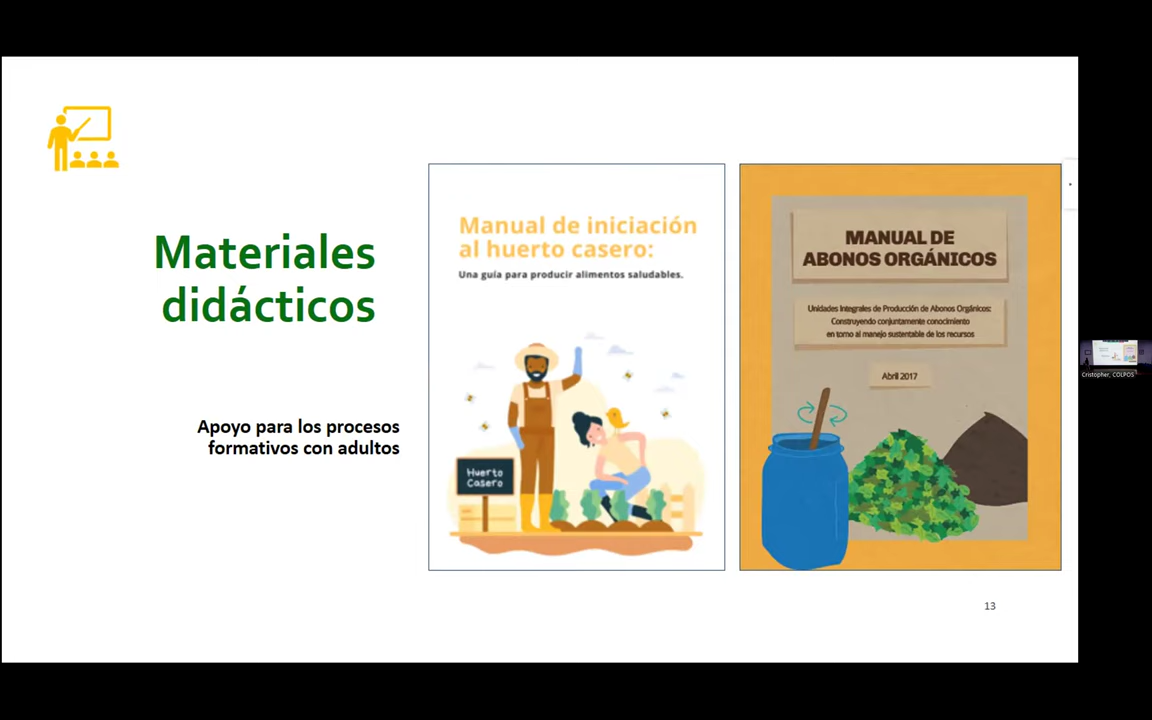 Materiales
didácticos
Apoyo para los procesos
formativos con adultos
Manual de iniciación
al huerto casero:
Una guía para producir alimentos saludables.
Huerto
Casero
MANUAL DE
ABONOS ORGÁNICOS
Unidades Integrales de Producción de Abonos Orgánicos:
Construyendo conjuntamente conocimiento
en torno al manejo sustentable de los recursos
Abril 2017
13
Cristopher, COLPOS